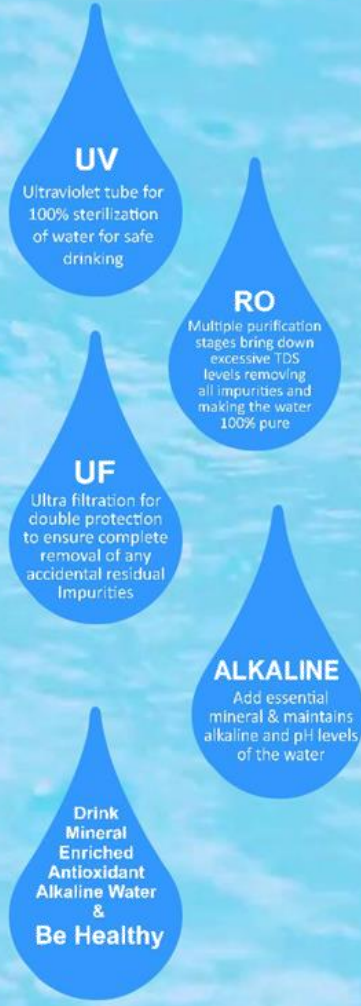 UV
Ultraviolet tube for
100% sterilization
of water for safe
drinking
RO
Multiple purification
stages bring down
excessive TDS
levels removing
all impurities and
making the water
100% pure
UF
Ultra filtration for
double protection
to ensure complete
removal of any
accidental residual
Impurities
ALKALINE
Add essential
mineral & maintains
alkaline and pH levels
of the water
Drink
Mineral
Enriched
Antioxidant
Alkaline Water
&
Be Healthy